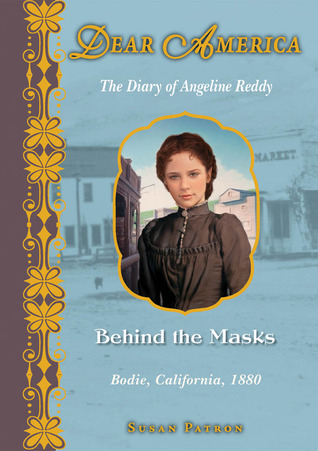 DEAR AMERICA
The Diary of Angeline Reddy
MARKET
Behind the Masks
Bodie, California, 1880
SUSAN PATRON